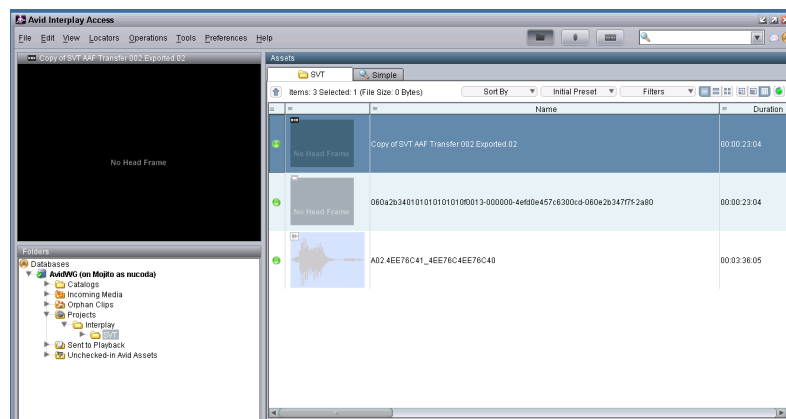 Avid Interplay Access
File Edit View Locators Operations Tools Preferences Help
Copy of SVT AAF Transfer 002.Exported.02
No Head Frame
Folders
Databases
AvidWG (on Mojito as nucoda)
Catalogs
Incoming Media
Orphan Clips
Projects
Interplay
SVT
Sent to Playback
Unchecked-in Avid Assets
Assets
SVT Simple
Items: 3 Selected: 1 (File Size: 0 Bytes) Sort By Initial Preset Filters
Name Duration
No Head Frame Copy of SVT AAF Transfer 002.Exported.02 00:00:23:04
No Head Frame 060a2b340101010101010f0013-000000-4efd0e457c6300cd-060e2b347f7f-2a80 00:00:23:04
A02.4EE76C41_4EE76C4EE76C40 00:03:36:05